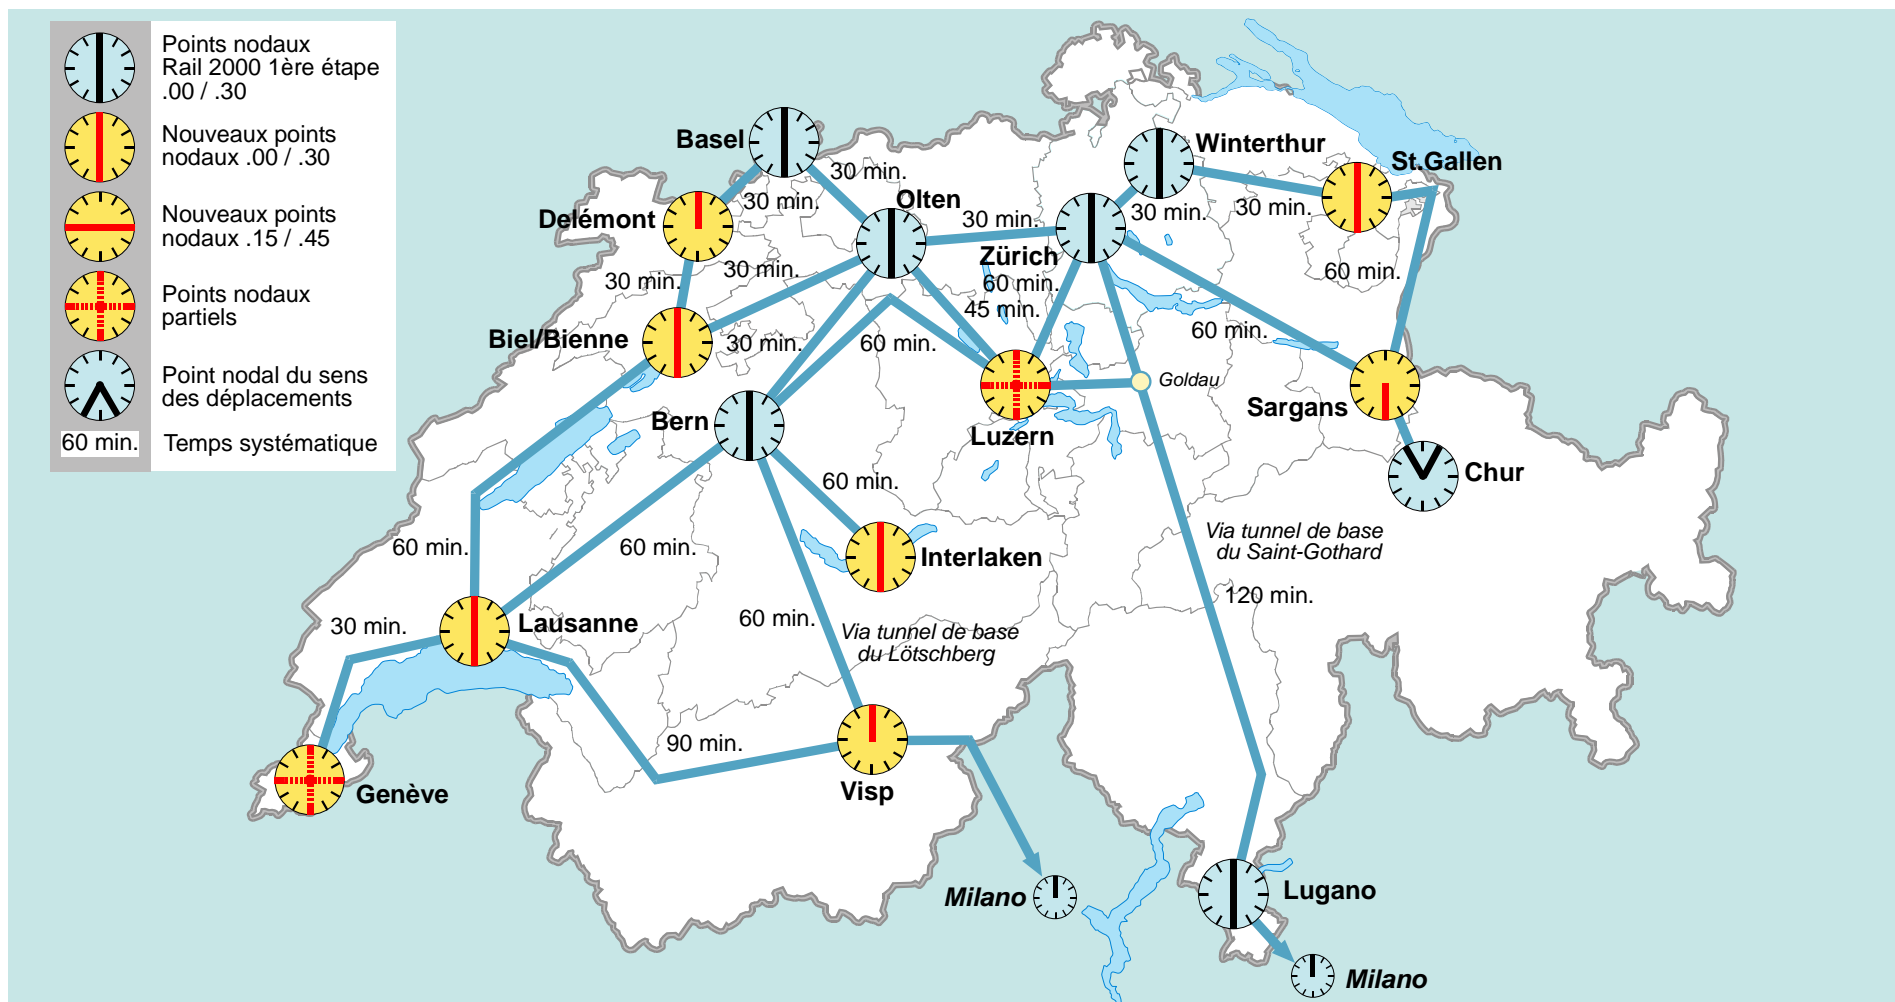 Points nodaux
Rail 2000 1ère étape
.00 / .30
Nouveaux points
nodaux .00 / .30
Nouveaux points
nodaux .15 / .45
Points nodaux
partiels
Point nodal du sens
des déplacements
60 min.
Temps systématique
Basel
30 min.
Winterthur
St.Gallen
30 min.
Delémont
Olten
30 min.
30 min.
30 min.
30 min.
Zürich
60 min.
45 min.
30 min.
60 min.
Biel/Bienne
30 min.
60 min.
60 min.
Goldau
Bern
Luzern
Sargans
60 min.
Chur
60 min.
60 min.
Interlaken
Via tunnel de base
du Saint-Gothard
120 min.
30 min.
Lausanne
60 min.
Via tunnel de base
du Lötschberg
90 min.
Genève
Visp
Milano
Lugano
Milano